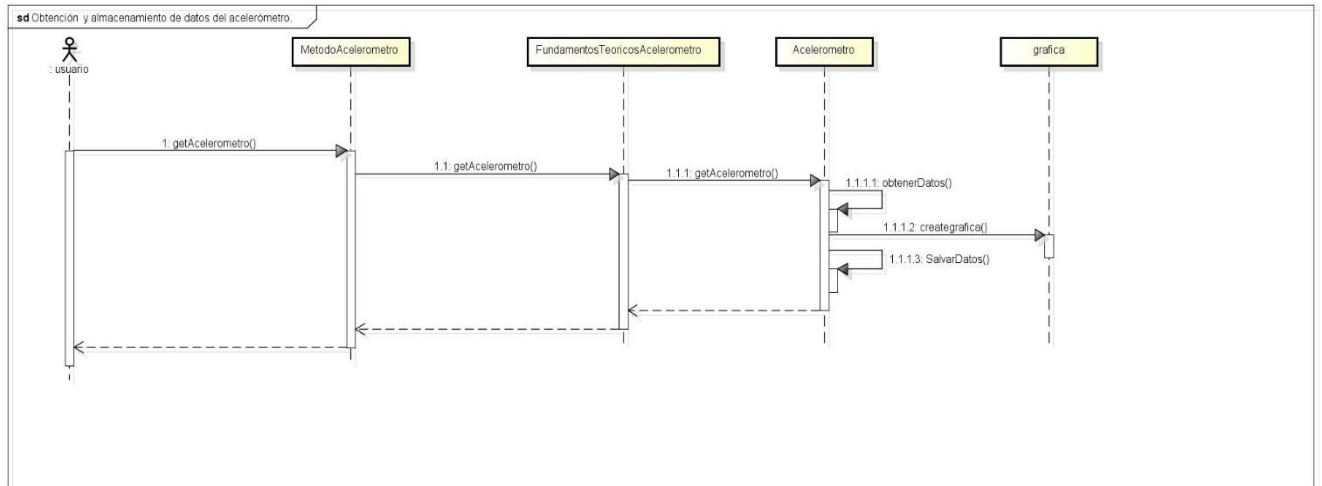 sd Obtención y almacenamiento de datos del acelerómetro.
: usuario
MetodoAcelerometro
FundamentosTeoricosAcelerometro
Acelerometro
grafica
1: getAcelerometro()
1.1: getAcelerometro()
1.1.1: getAcelerometro()
1.1.1.1: obtenerDatos()
1.1.1.2: creategrafica()
1.1.1.3: SalvarDatos()